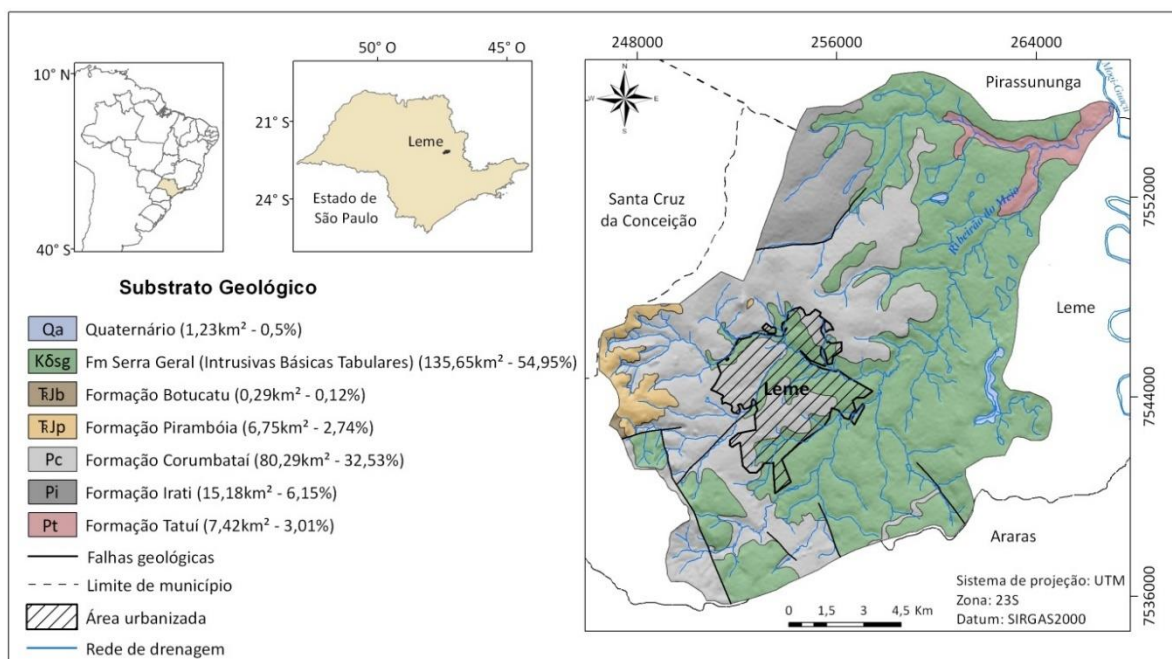 50° O
45° O
10° N
40° S
21° S
24° S
Leme
Estado de
São Paulo
248000
256000
264000
N
W
E
S
Pirassununga
Mogi-Guaçu
Santa Cruz
da Conceição
7552000
Ribeirão do Meio
Leme
Leme
7544000
Araras
7536000
0 1,5 3 4,5 Km
Sistema de projeção: UTM
Zona: 23S
Datum: SIRGAS2000
Substrato Geológico
Qa Quaternário (1,23km² - 0,5%)
Kδsg Fm Serra Geral (Intrusivas Básicas Tabulares) (135,65km² - 54,95%)
TRJb Formação Botucatu (0,29km² - 0,12%)
TRJp Formação Pirambóia (6,75km² - 2,74%)
Pc Formação Corumbataí (80,29km² - 32,53%)
Pi Formação Irati (15,18km² - 6,15%)
Pt Formação Tatuí (7,42km² - 3,01%)
Falhas geológicas
Limite de município
Área urbanizada
Rede de drenagem